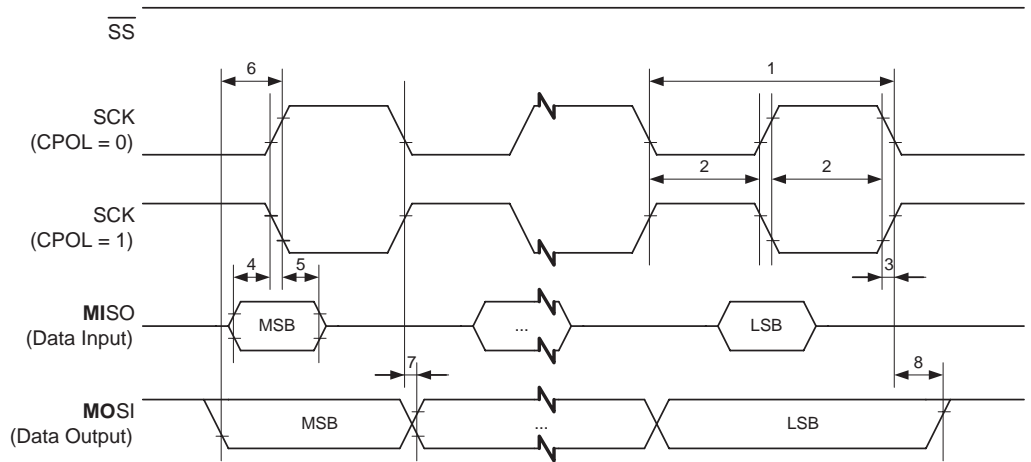 SS
6
1
SCK
(CPOL = 0)
2
2
SCK
(CPOL = 1)
4
5
3
MISO
(Data Input)
MSB
...
LSB
7
8
MOSI
(Data Output)
MSB
...
LSB